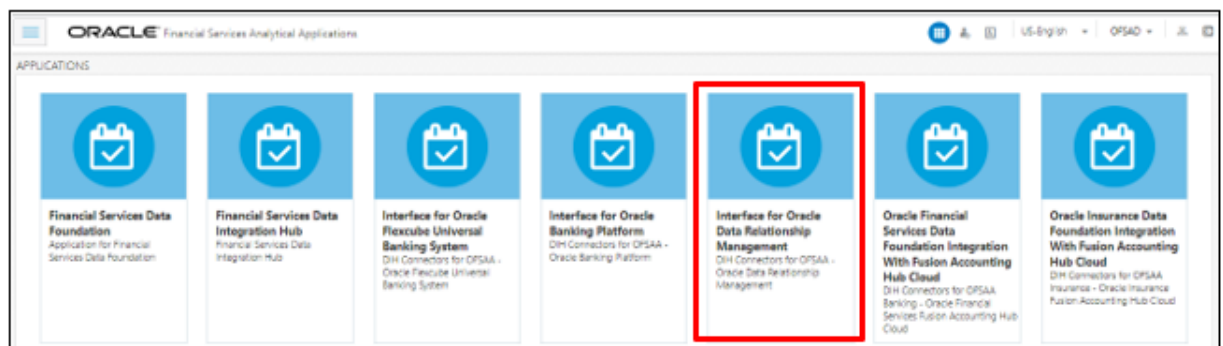 ORACLE Financial Services Analytical Applications
US-English
OFSAD
APPLICATIONS
Financial Services Data
Foundation
Application for Financial
Services Data Foundation
Financial Services Data
Integration Hub
Financial Services Data
Integration Hub
Interface for Oracle
Flexcube Universal
Banking System
DIH Connectors for OFSAA -
Oracle Flexcube Universal
Banking System
Interface for Oracle
Banking Platform
DIH Connectors for OFSAA -
Oracle Banking Platform
Interface for Oracle
Data Relationship
Management
DIH Connectors for OFSAA -
Oracle Data Relationship
Management
Oracle Financial
Services Data
Foundation Integration
With Fusion Accounting
Hub Cloud
DIH Connectors for OFSAA
Banking - Oracle Financial
Services Fusion Accounting Hub
Cloud
Oracle Insurance Data
Foundation Integration
With Fusion Accounting
Hub Cloud
DIH Connectors for OFSAA
Insurance - Oracle Insurance
Fusion Accounting Hub Cloud